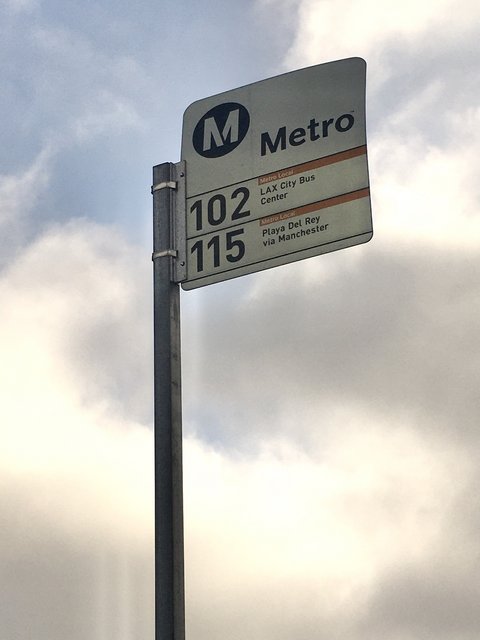 M Metro
Metro Local
102 LAX City Bus
Center
Metro Local
115 Playa Del Rey
via Manchester